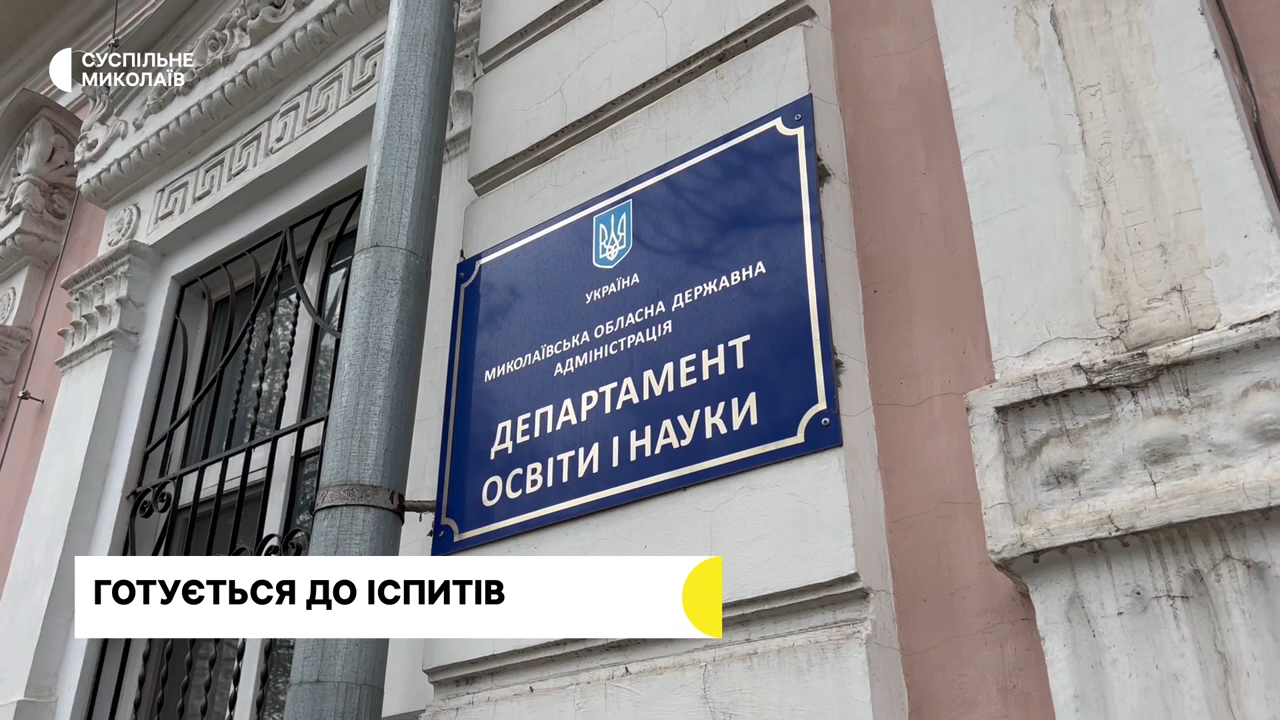 СУСПІЛЬНЕ
МИКОЛАЇВ
УКРАЇНА
МИКОЛАЇВСЬКА ОБЛАСНА ДЕРЖАВНА
АДМІНІСТРАЦІЯ
ДЕПАРТАМЕНТ
ОСВІТИ І НАУКИ
ГОТУЄТЬСЯ ДО ІСПИТІВ